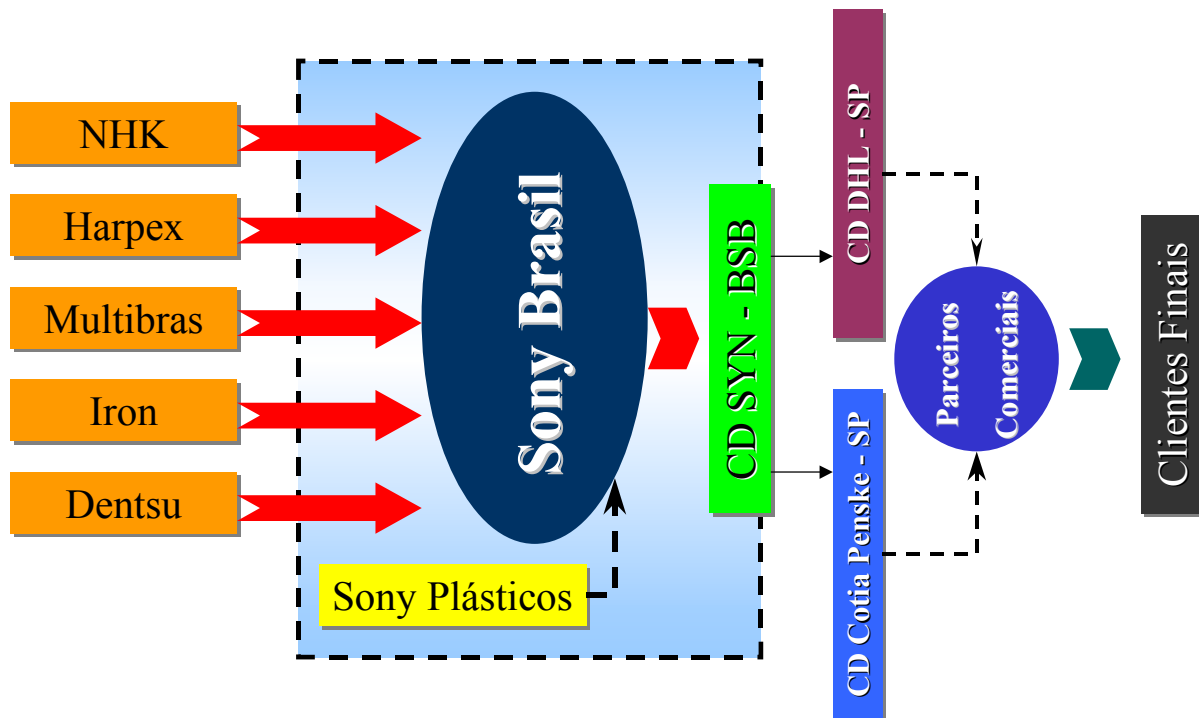 NHK
Harpex
Multibras
Iron
Dentsu
Sony Plásticos
Sony Brasil
CD SYN - BSB
CD DHL - SP
CD Cotia Penske - SP
Parceiros
Comerciais
Clientes Finais